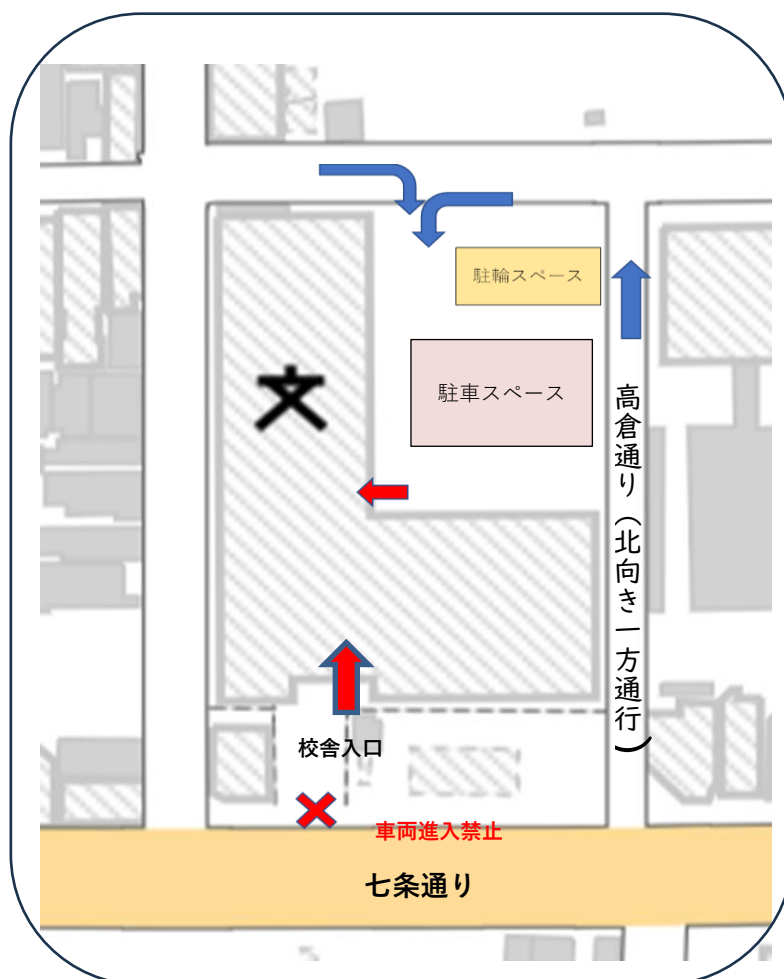 駐輪スペース
駐車スペース
文
高倉通り(北向き一方通行)
校舎入口
車両進入禁止
七条通り